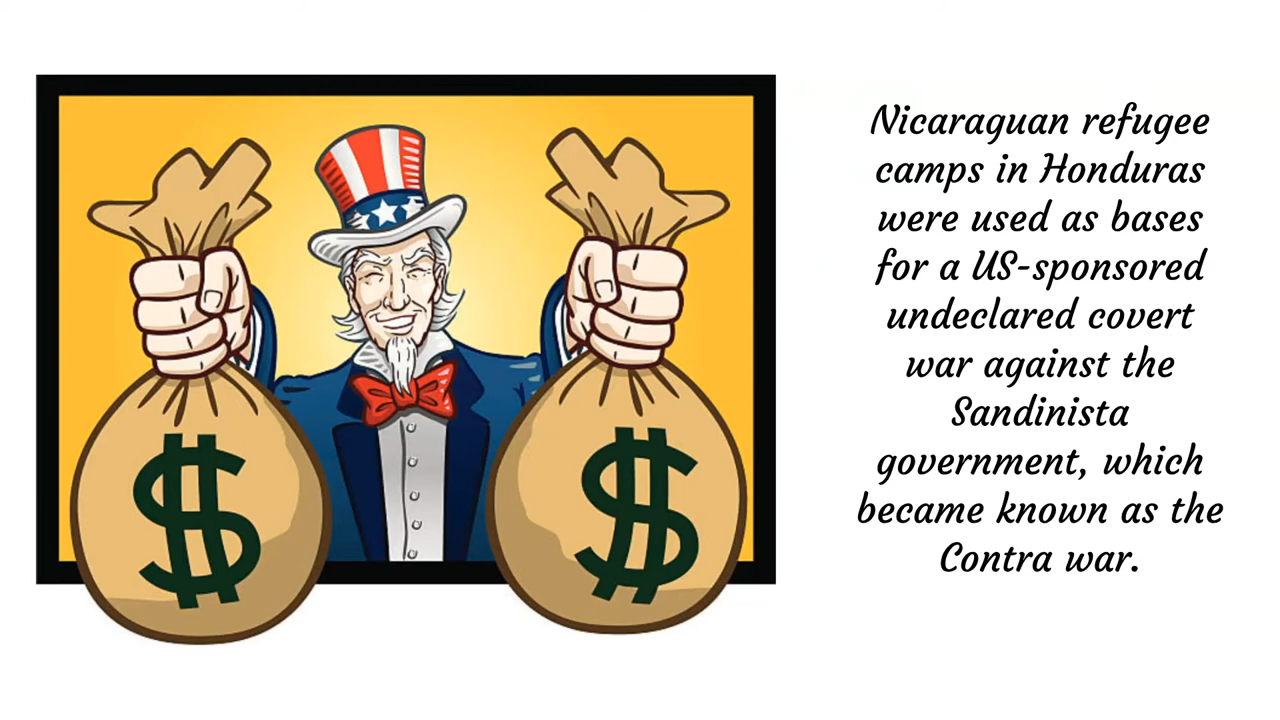 $
$
Nicaraguan refugee
camps in Honduras
were used as bases
for a US-sponsored
undeclared covert
war against the
Sandinista
government, which
became known as the
Contra war.